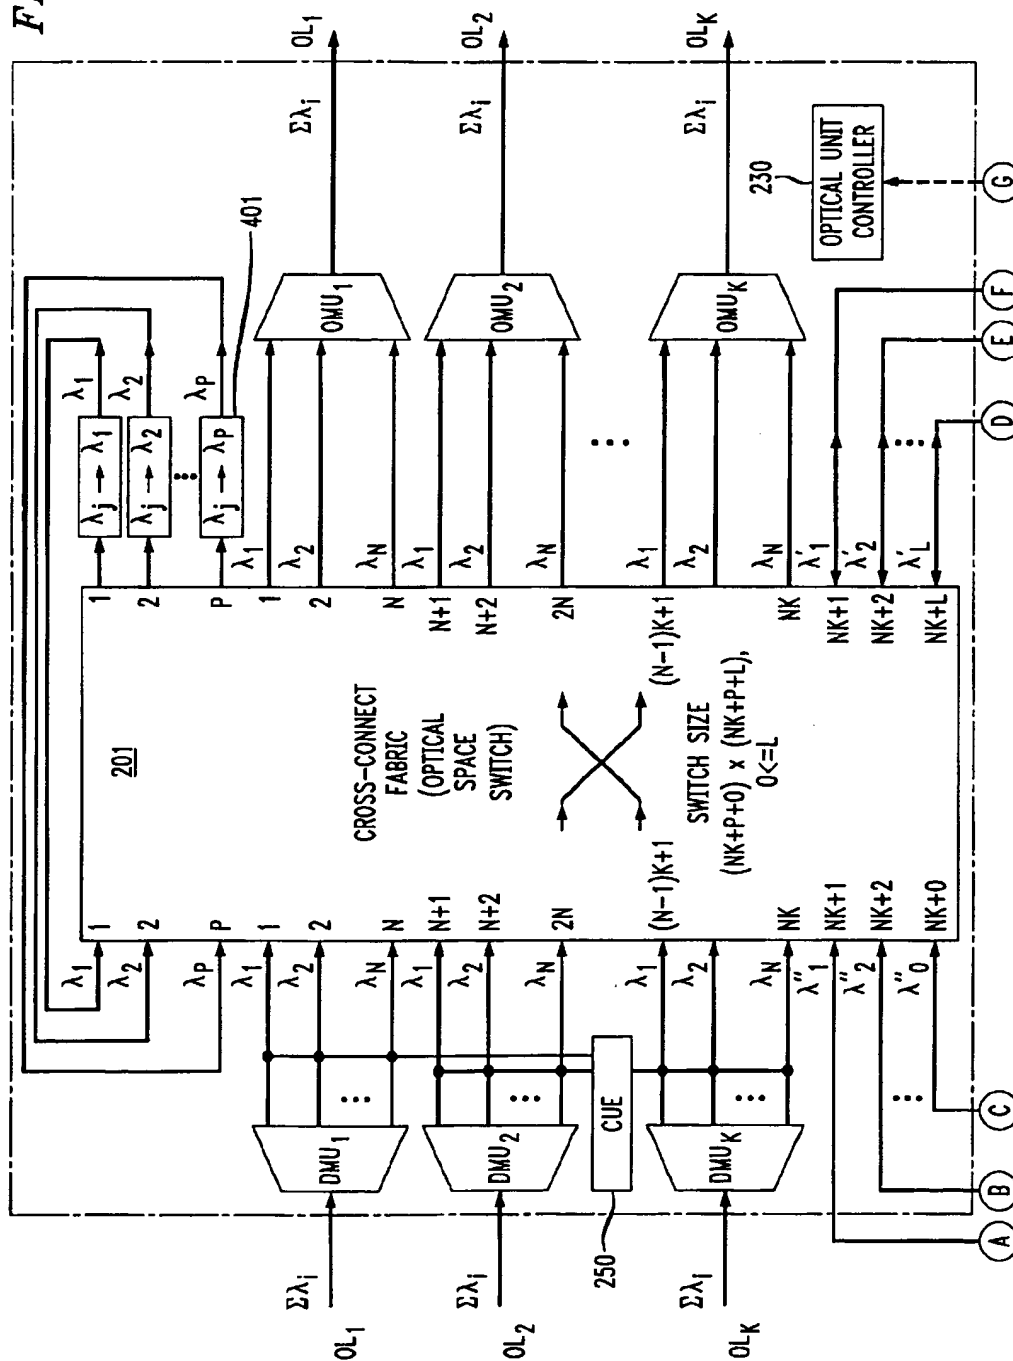 F
201
CROSS-CONNECT
FABRIC
(OPTICAL
SPACE
SWITCH)
SWITCH SIZE
(NK+P+O) x (NK+P+L),
O<=L
OL₁
Σλi
DMU₁
OL₂
Σλi
DMU₂
OLK
Σλi
DMUK
CUE
250
λ₁ 1
λ₂ 2
λP P
λ₁ 1
λ₂ 2
λN N
λ₁ N+1
λ₂ N+2
λN 2N
λ₁ (N-1)K+1
λ₂
λN NK
λ"₁ NK+1
λ"₂ NK+2
λ"O NK+O
1 λj → λ₁ λ₁
2 λj → λ₂ λ₂
P λj → λP λP
401
1 λ₁
2 λ₂
N λN
N+1 λ₁
N+2 λ₂
2N λN
(N-1)K+1 λ₁
λ₂
NK λN
NK+1 λ'₁
NK+2 λ'₂
NK+L λ'L
OMU₁
Σλi
OL₁
OMU₂
Σλi
OL₂
OMUK
Σλi
OLK
230
OPTICAL UNIT
CONTROLLER
A
B
C
D
E
F
G